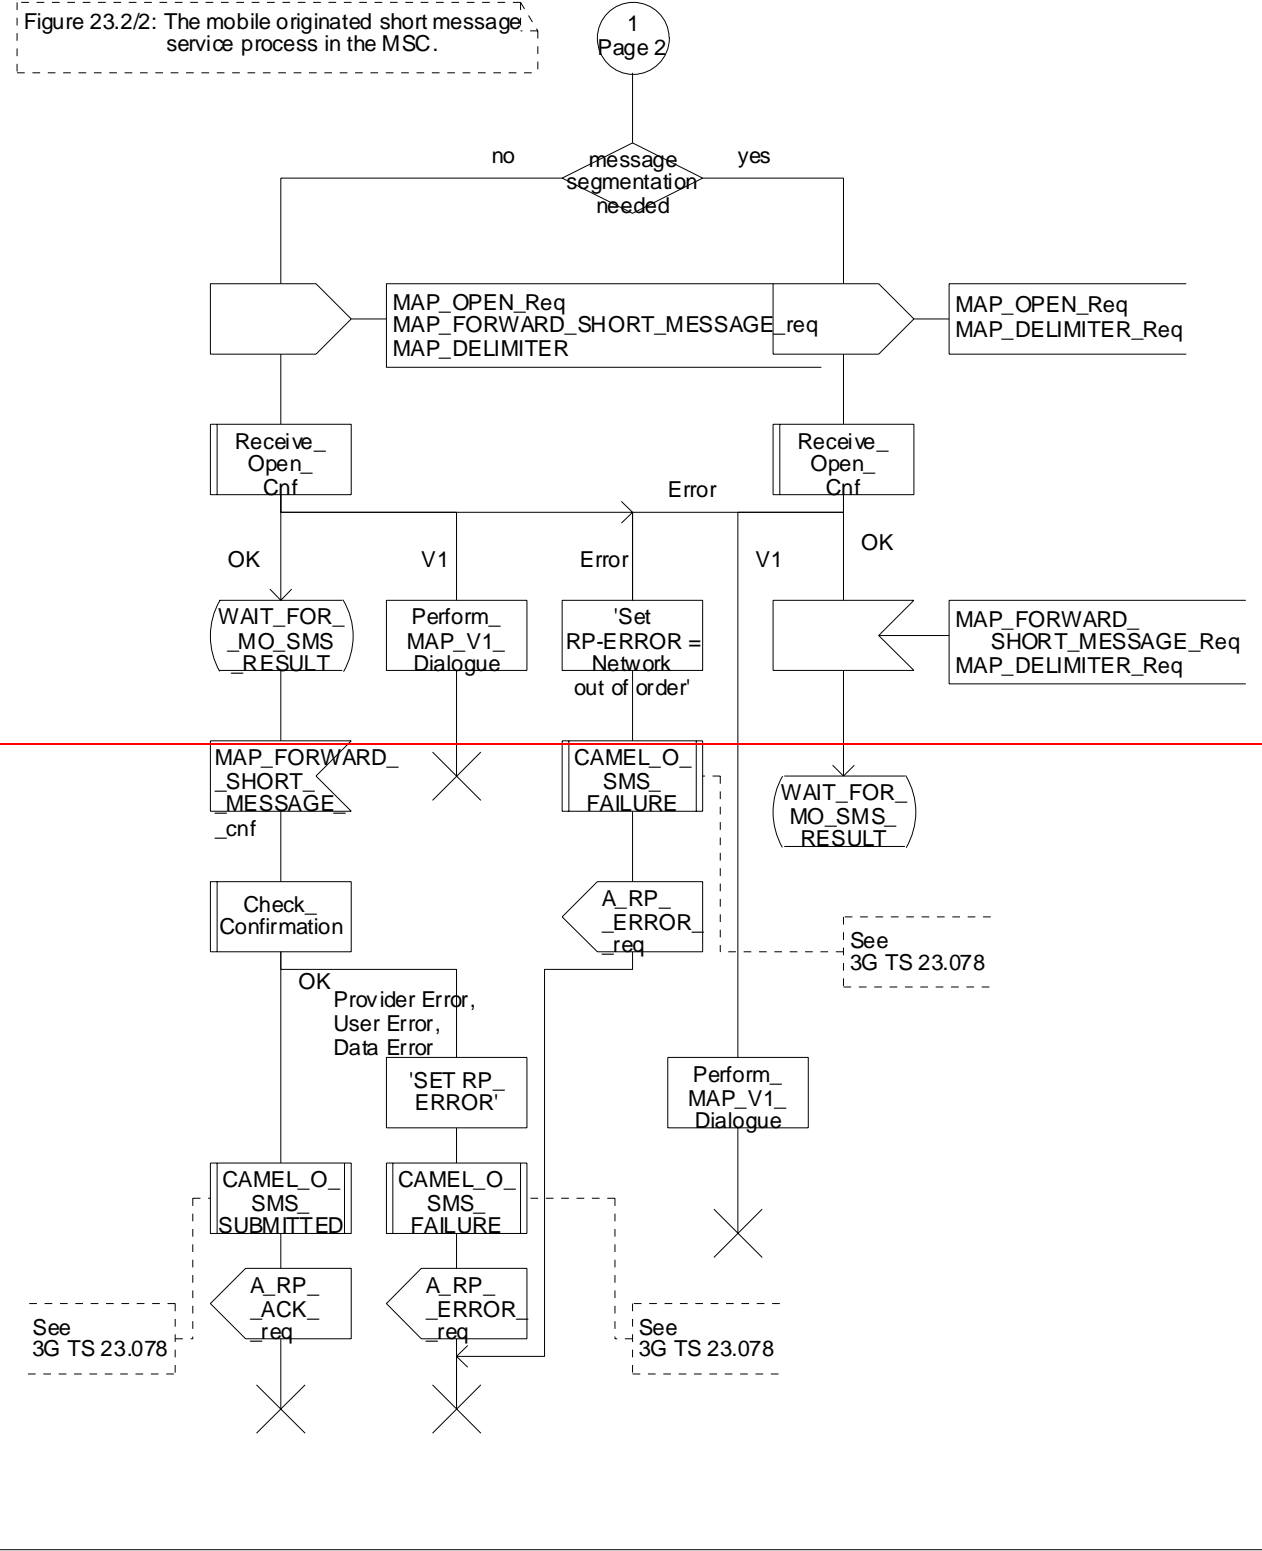 Figure 23.2/2: The mobile originated short message
service process in the MSC.
1
Page 2
no
message
segmentation
needed
yes
MAP_OPEN_Req
MAP_FORWARD_SHORT_MESSAGE_req
MAP_DELIMITER
MAP_OPEN_Req
MAP_DELIMITER_Req
Receive_
Open_
Cnf
Receive_
Open_
Cnf
Error
OK
V1
Error
V1
OK
WAIT_FOR_
_MO_SMS
_RESULT
Perform_
MAP_V1_
Dialogue
'Set
RP-ERROR =
Network
out of order'
MAP_FORWARD_
SHORT_MESSAGE_Req
MAP_DELIMITER_Req
MAP_FORWARD_
_SHORT_
_MESSAGE_
_cnf
CAMEL_O_
SMS_
FAILURE
WAIT_FOR_
MO_SMS_
RESULT
Check_
Confirmation
A_RP_
_ERROR_
_req
See
3G TS 23.078
OK
Provider Error,
User Error,
Data Error
'SET RP_
ERROR'
Perform_
MAP_V1_
Dialogue
CAMEL_O_
SMS_
SUBMITTED
CAMEL_O_
SMS_
FAILURE
A_RP_
_ACK_
_req
A_RP_
_ERROR_
_req
See
3G TS 23.078
See
3G TS 23.078